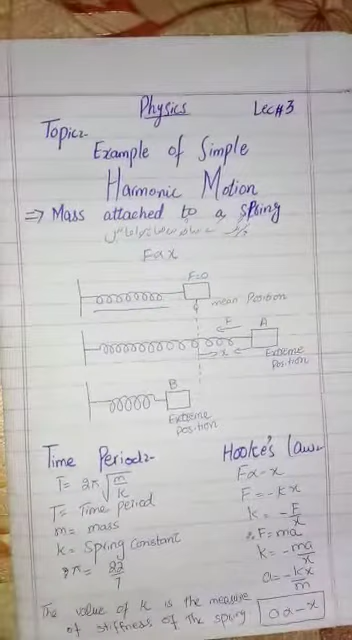 Physics Lec#3
Topic:-
Example of Simple
Harmonic Motion
⇒ Mass attached to a spring
F α x
F=0
mean position
F A
x
Extreme
Position
B
Extreme
Position
Time Period:-
T = 2π √(m/k)
T = Time period
m = mass
k = Spring Constant
π = 22/7
Hooke's Law:-
F α -x
F = -kx
k = -F/x
∴ F = ma
k = -ma/x
a = -kx/m
The value of K is the measure
of stiffness of the spring
a α -x